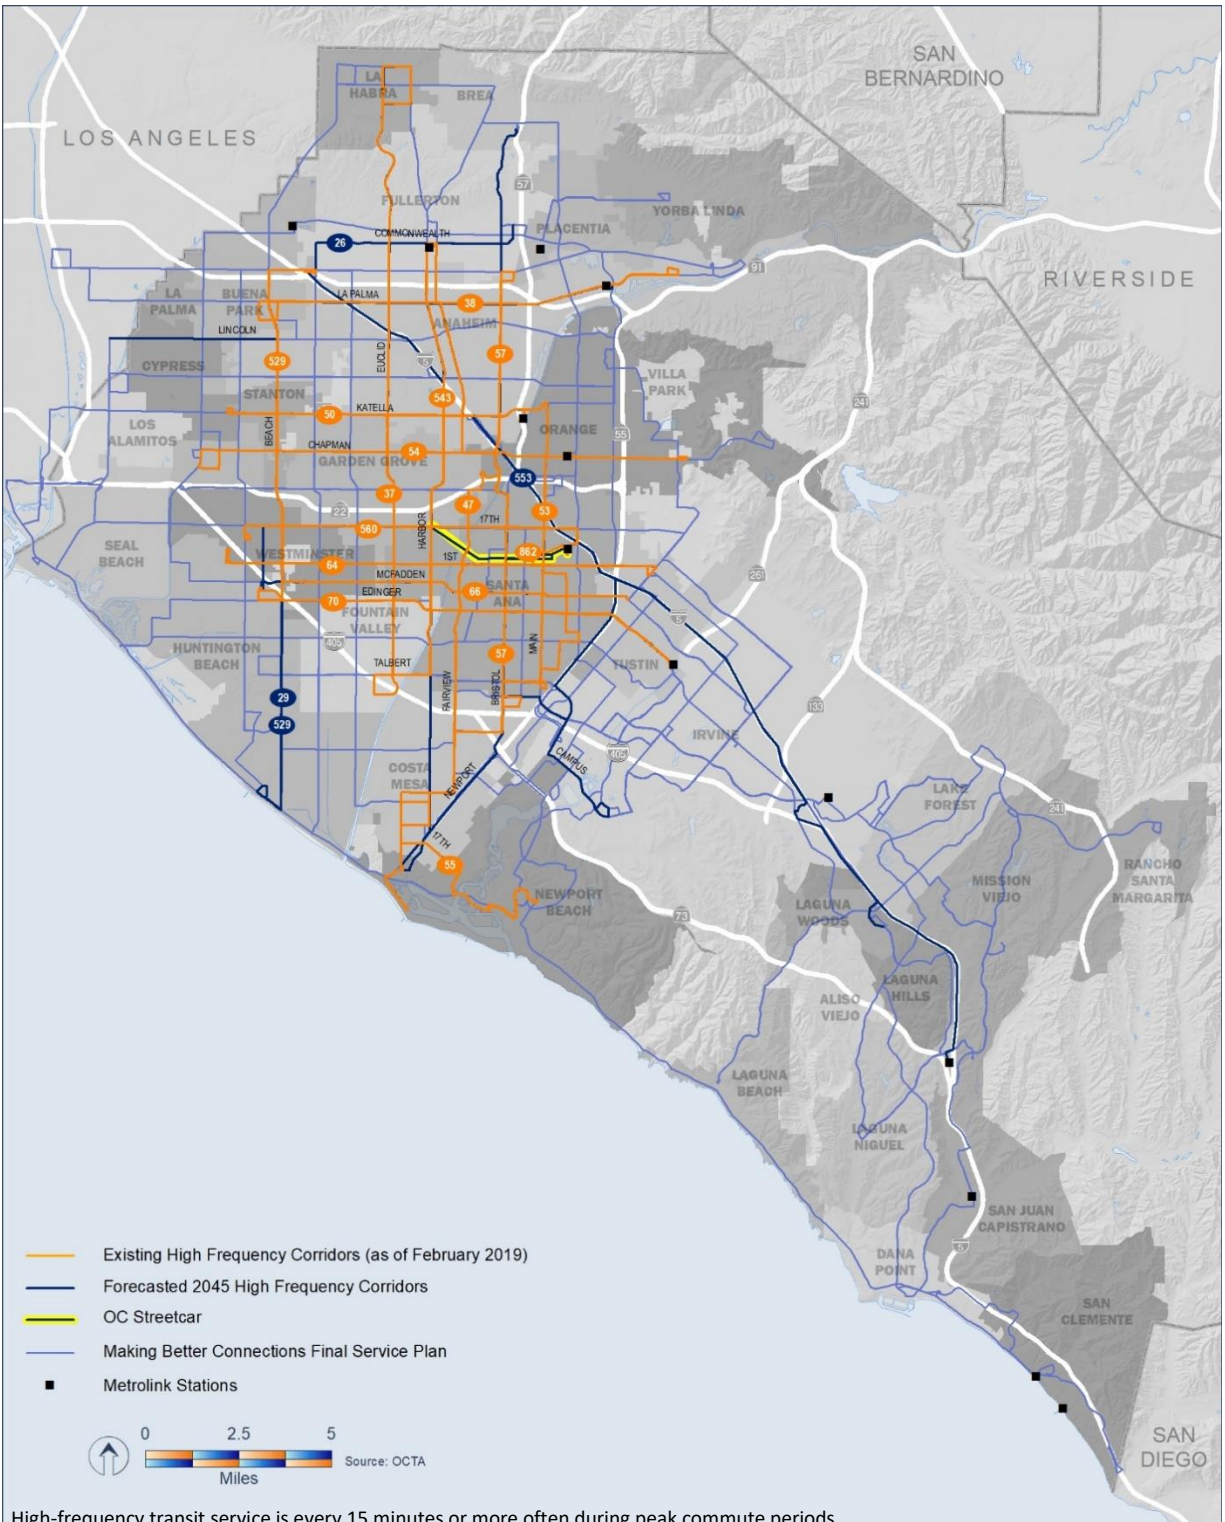 SAN
BERNARDINO
LOS ANGELES
LA
HABRA
BREA
57
FULLERTON
YORBA LINDA
COMMONWEALTH
PLACENTIA
26
91
RIVERSIDE
LA
PALMA
BUENA
PARK
LA PALMA
38
ANAHEIM
LINCOLN
529
EUCLID
57
5
CYPRESS
VILLA
PARK
STANTON
543
241
KATELLA
50
LOS
ALAMITOS
BEACH
CHAPMAN
54
ORANGE
55
GARDEN GROVE
553
37
47
22
HARBOR
17TH
53
560
SEAL
BEACH
WESTMINSTER
1ST
862
64
MCFADDEN
SANTA
ANA
261
EDINGER
66
70
FOUNTAIN
VALLEY
5
405
HUNTINGTON
BEACH
MAIN
57
TUSTIN
TALBERT
FAIRVIEW
BRISTOL
29
133
529
IRVINE
405
CAMPUS
COSTA
MESA
NEWPORT
LAKE
FOREST
241
17TH
55
RANCHO
SANTA
MARGARITA
MISSION
VIEJO
NEWPORT
BEACH
LAGUNA
WOODS
73
LAGUNA
HILLS
ALISO
VIEJO
LAGUNA
BEACH
LAGUNA
NIGUEL
SAN JUAN
CAPISTRANO
5
DANA
POINT
SAN
CLEMENTE
SAN
DIEGO
Existing High Frequency Corridors (as of February 2019)
Forecasted 2045 High Frequency Corridors
OC Streetcar
Making Better Connections Final Service Plan
Metrolink Stations
0 2.5 5
Source: OCTA
Miles
High-frequency transit service is every 15 minutes or more often during peak commute periods